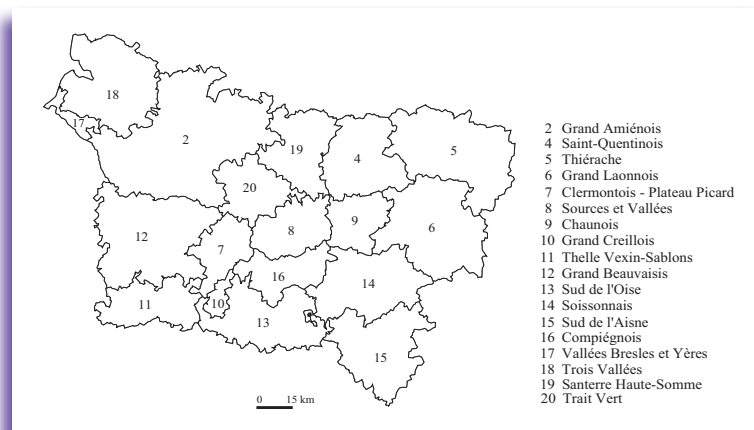 18
17
2
19
4
5
20
12
7
8
9
6
16
14
11
10
13
15
0 15 km
2 Grand Amiénois
4 Saint-Quentinois
5 Thiérache
6 Grand Laonnois
7 Clermontois - Plateau Picard
8 Sources et Vallées
9 Chaunois
10 Grand Creillois
11 Thelle Vexin-Sablons
12 Grand Beauvaisis
13 Sud de l'Oise
14 Soissonnais
15 Sud de l'Aisne
16 Compiégnois
17 Vallées Bresles et Yères
18 Trois Vallées
19 Santerre Haute-Somme
20 Trait Vert